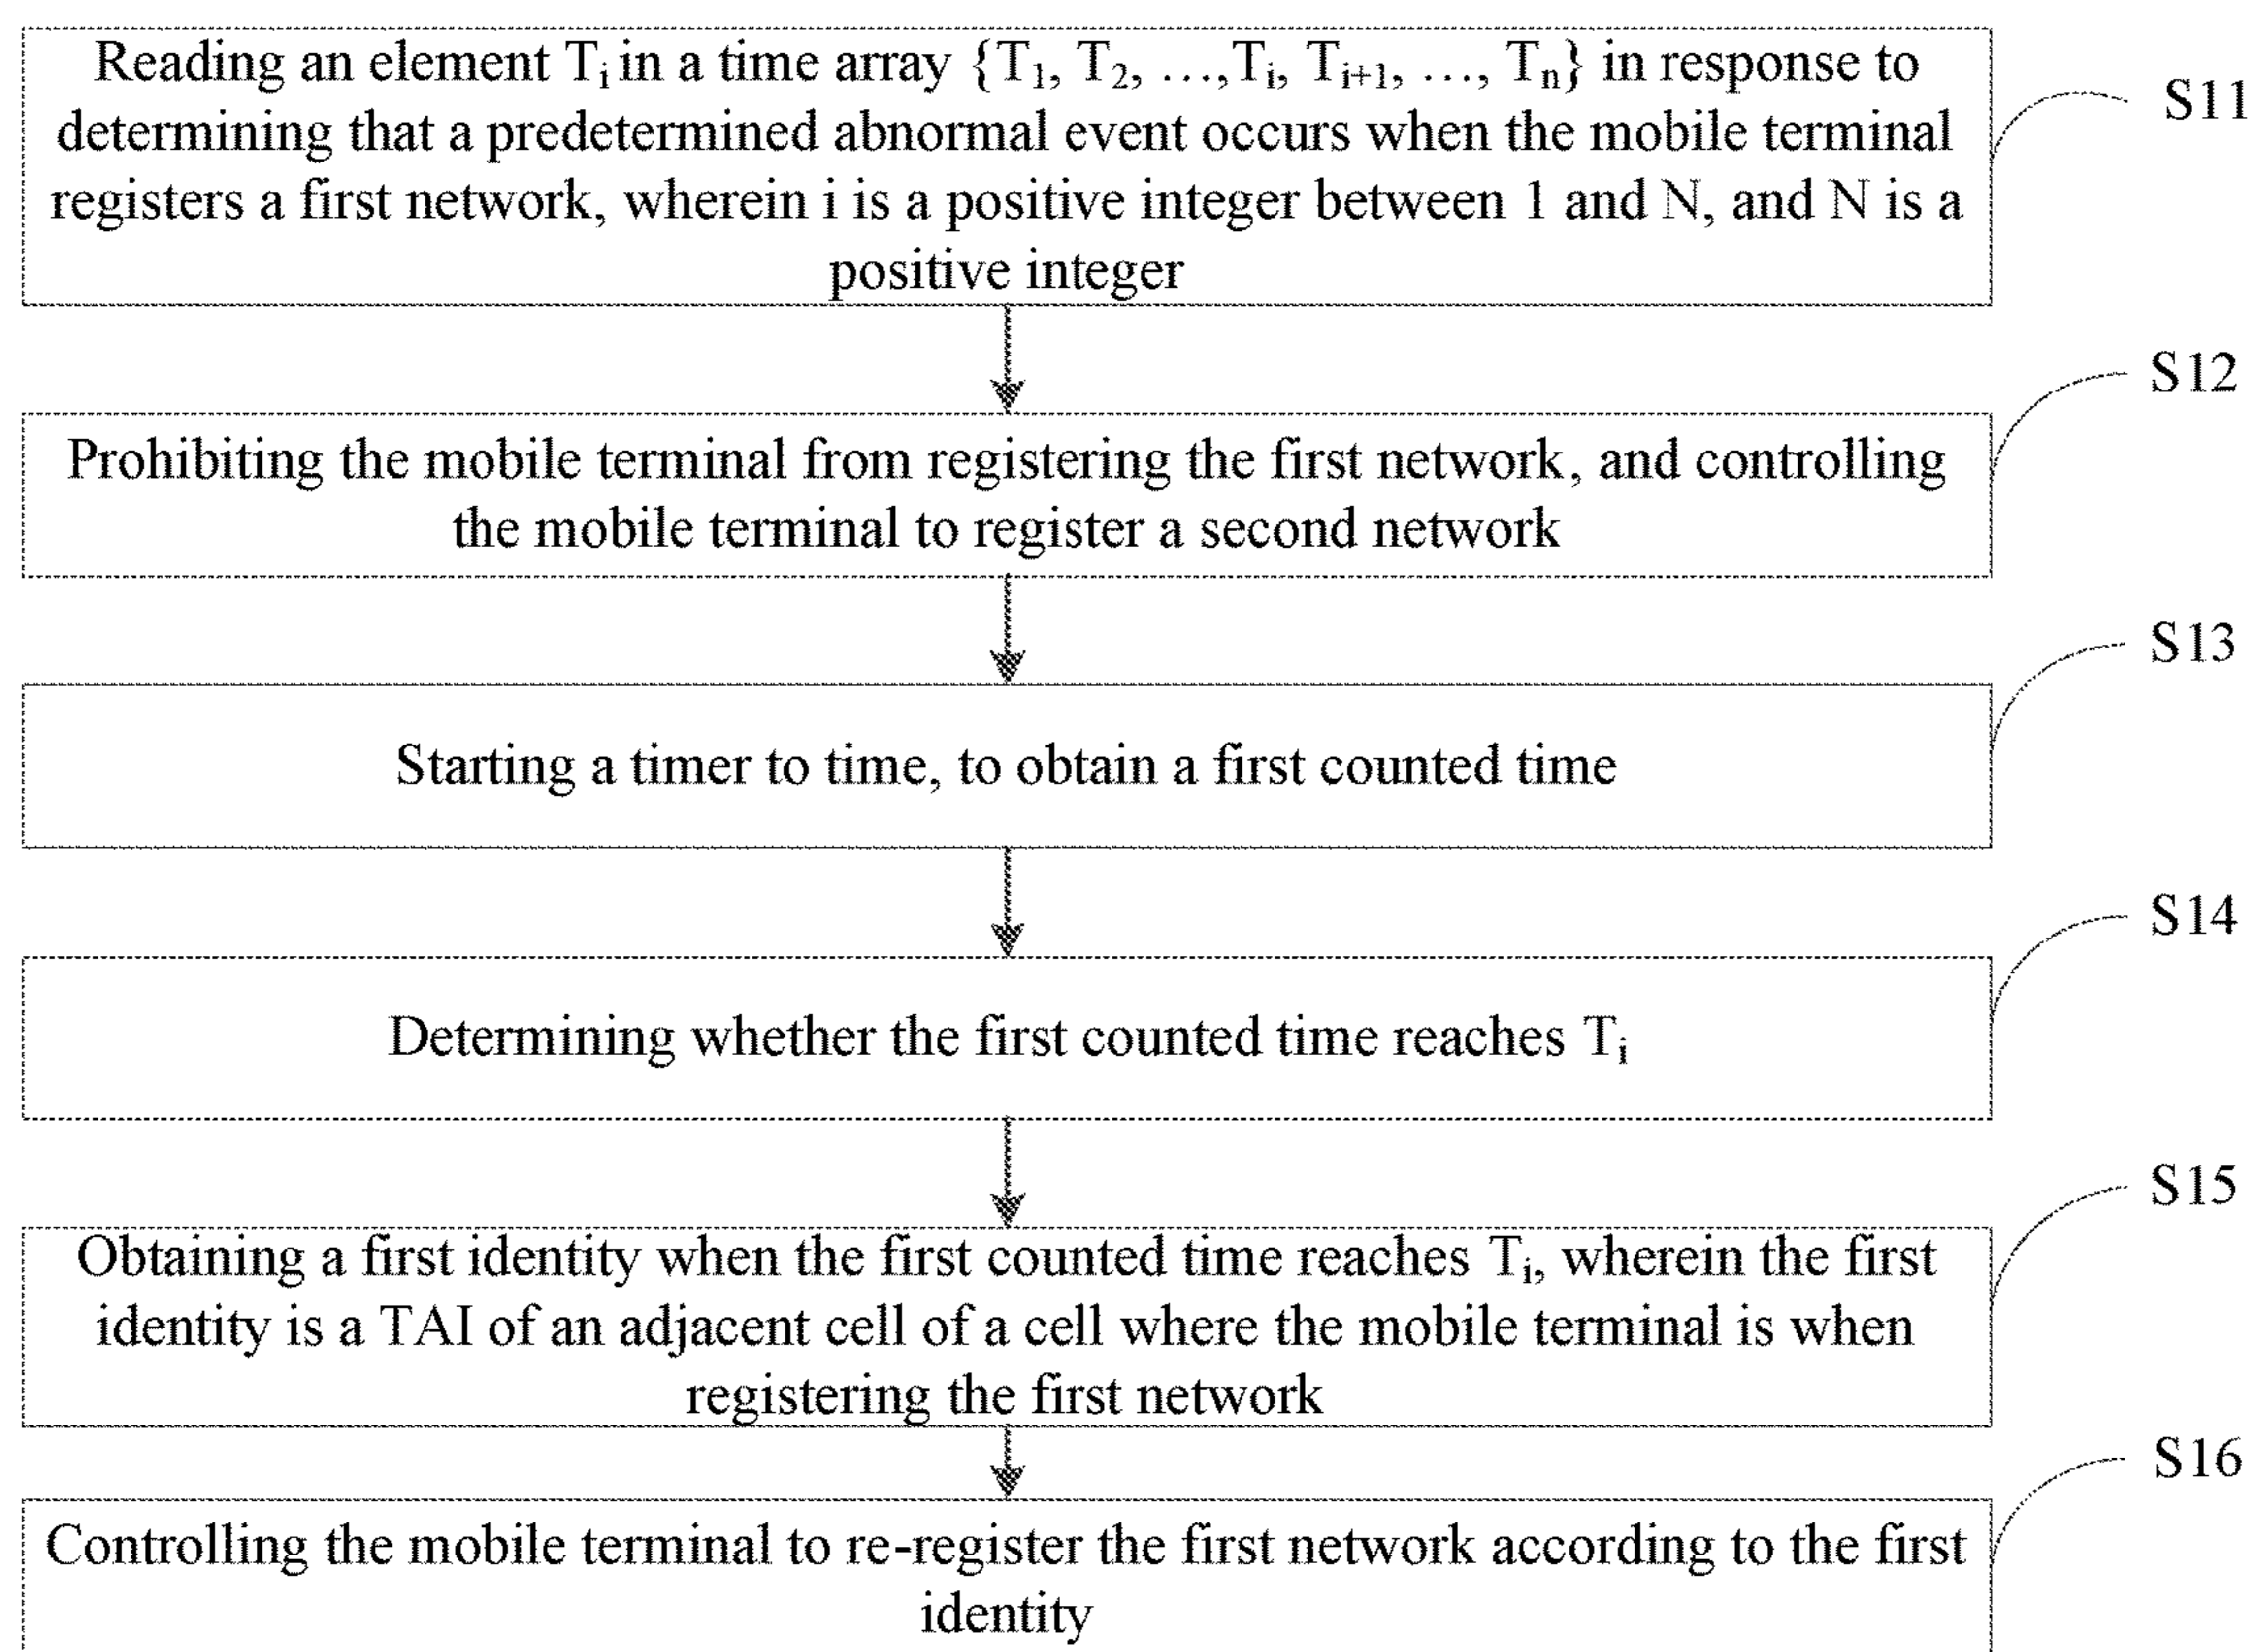 Reading an element Ti in a time array {T1, T2, …,Ti, Ti+1, …, Tn} in response to
determining that a predetermined abnormal event occurs when the mobile terminal
registers a first network, wherein i is a positive integer between 1 and N, and N is a
positive integer
S11
Prohibiting the mobile terminal from registering the first network, and controlling
the mobile terminal to register a second network
S12
Starting a timer to time, to obtain a first counted time
S13
Determining whether the first counted time reaches Ti
S14
Obtaining a first identity when the first counted time reaches Ti, wherein the first
identity is a TAI of an adjacent cell of a cell where the mobile terminal is when
registering the first network
S15
Controlling the mobile terminal to re-register the first network according to the first
identity
S16